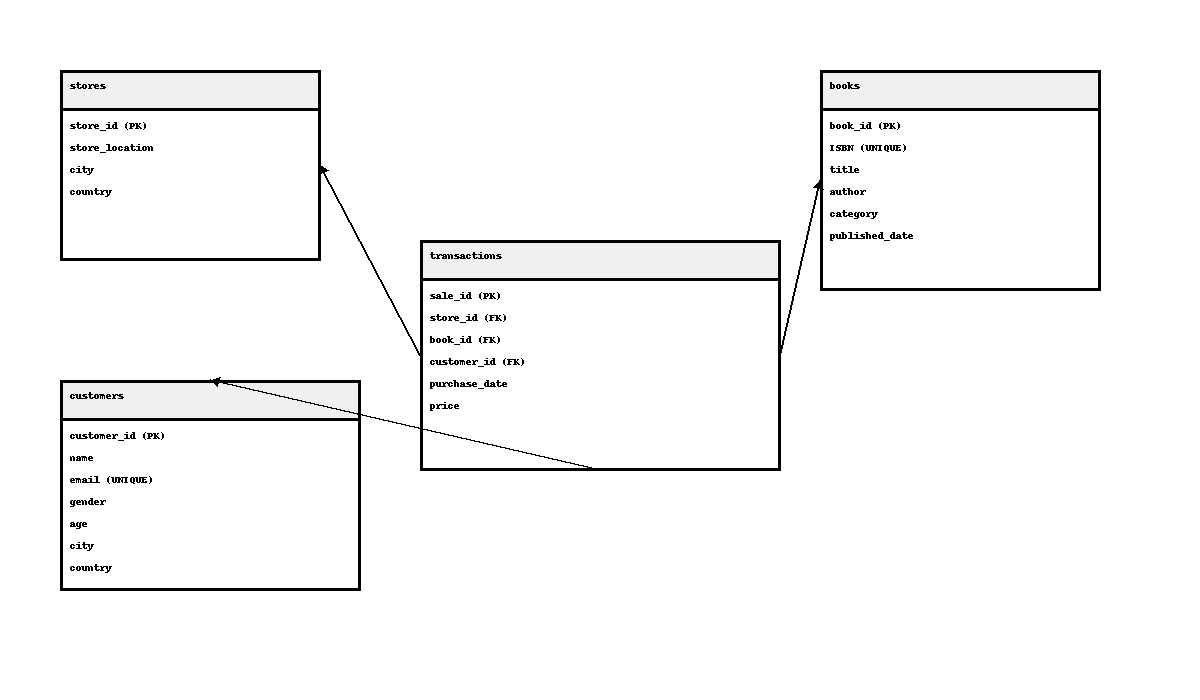 stores
store_id (PK)
store_location
city
country
books
book_id (PK)
ISBN (UNIQUE)
title
author
category
published_date
transactions
sale_id (PK)
store_id (FK)
book_id (FK)
customer_id (FK)
purchase_date
price
customers
customer_id (PK)
name
email (UNIQUE)
gender
age
city
country